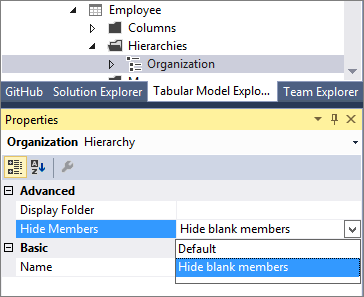 Employee
Columns
Hierarchies
Organization
GitHub Solution Explorer Tabular Model Explo... Team Explorer
Properties
Organization Hierarchy
Advanced
Display Folder
Hide Members Hide blank members
Default
Basic
Hide blank members
Name